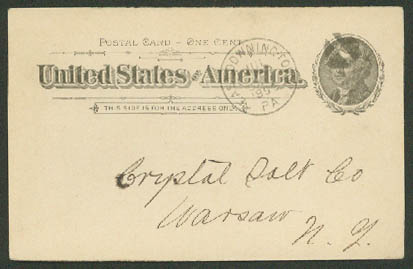 POSTAL CARD - ONE CENT
United States of America.
THIS SIDE IS FOR THE ADDRESS ONLY
DOWNINGTON
PA
Crystal Salt Co
Warsaw
N. Y.